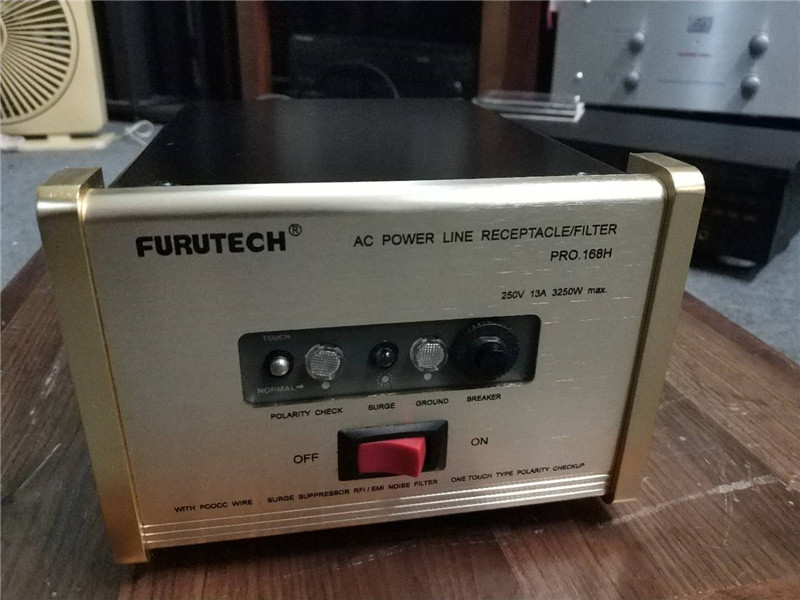 FURUTECH®
AC POWER LINE RECEPTACLE/FILTER
PRO.168H
250V 13A 3250W max.
TOUCH
NORMAL
POLARITY CHECK SURGE GROUND BREAKER
OFF ON
WITH PCOCC WIRE . SURGE SUPPRESSOR RFI / EMI NOISE FILTER ONE TOUCH TYPE POLARITY CHECKUP